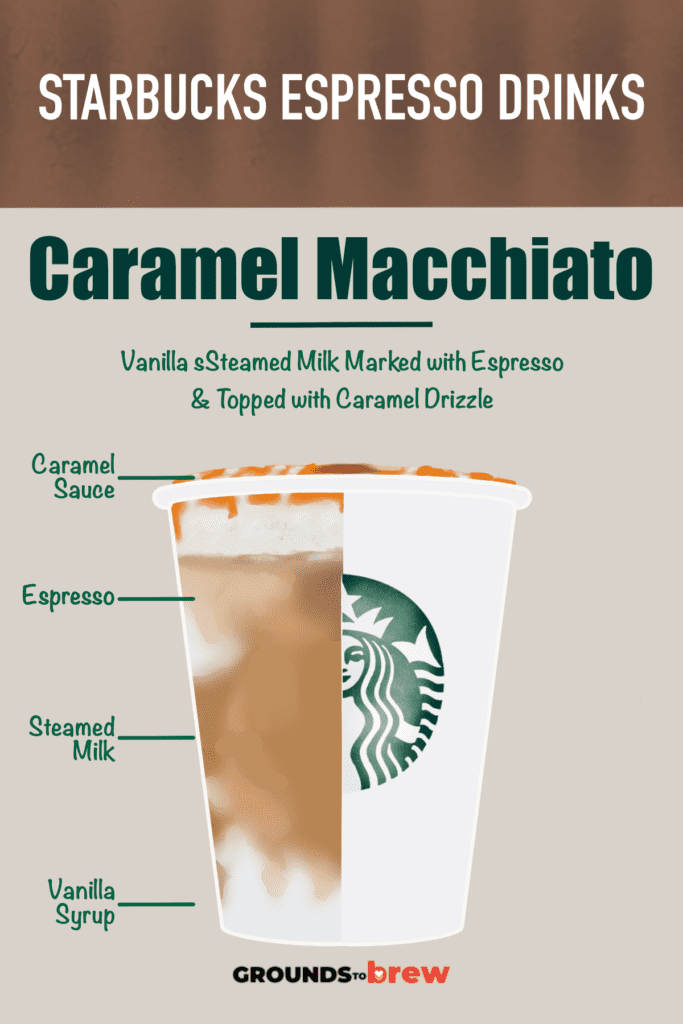 STARBUCKS ESPRESSO DRINKS
Caramel Macchiato
Vanilla sSteamed Milk Marked with Espresso
& Topped with Caramel Drizzle
Caramel
Sauce
Espresso
Steamed
Milk
Vanilla
Syrup
GROUNDS TO brew